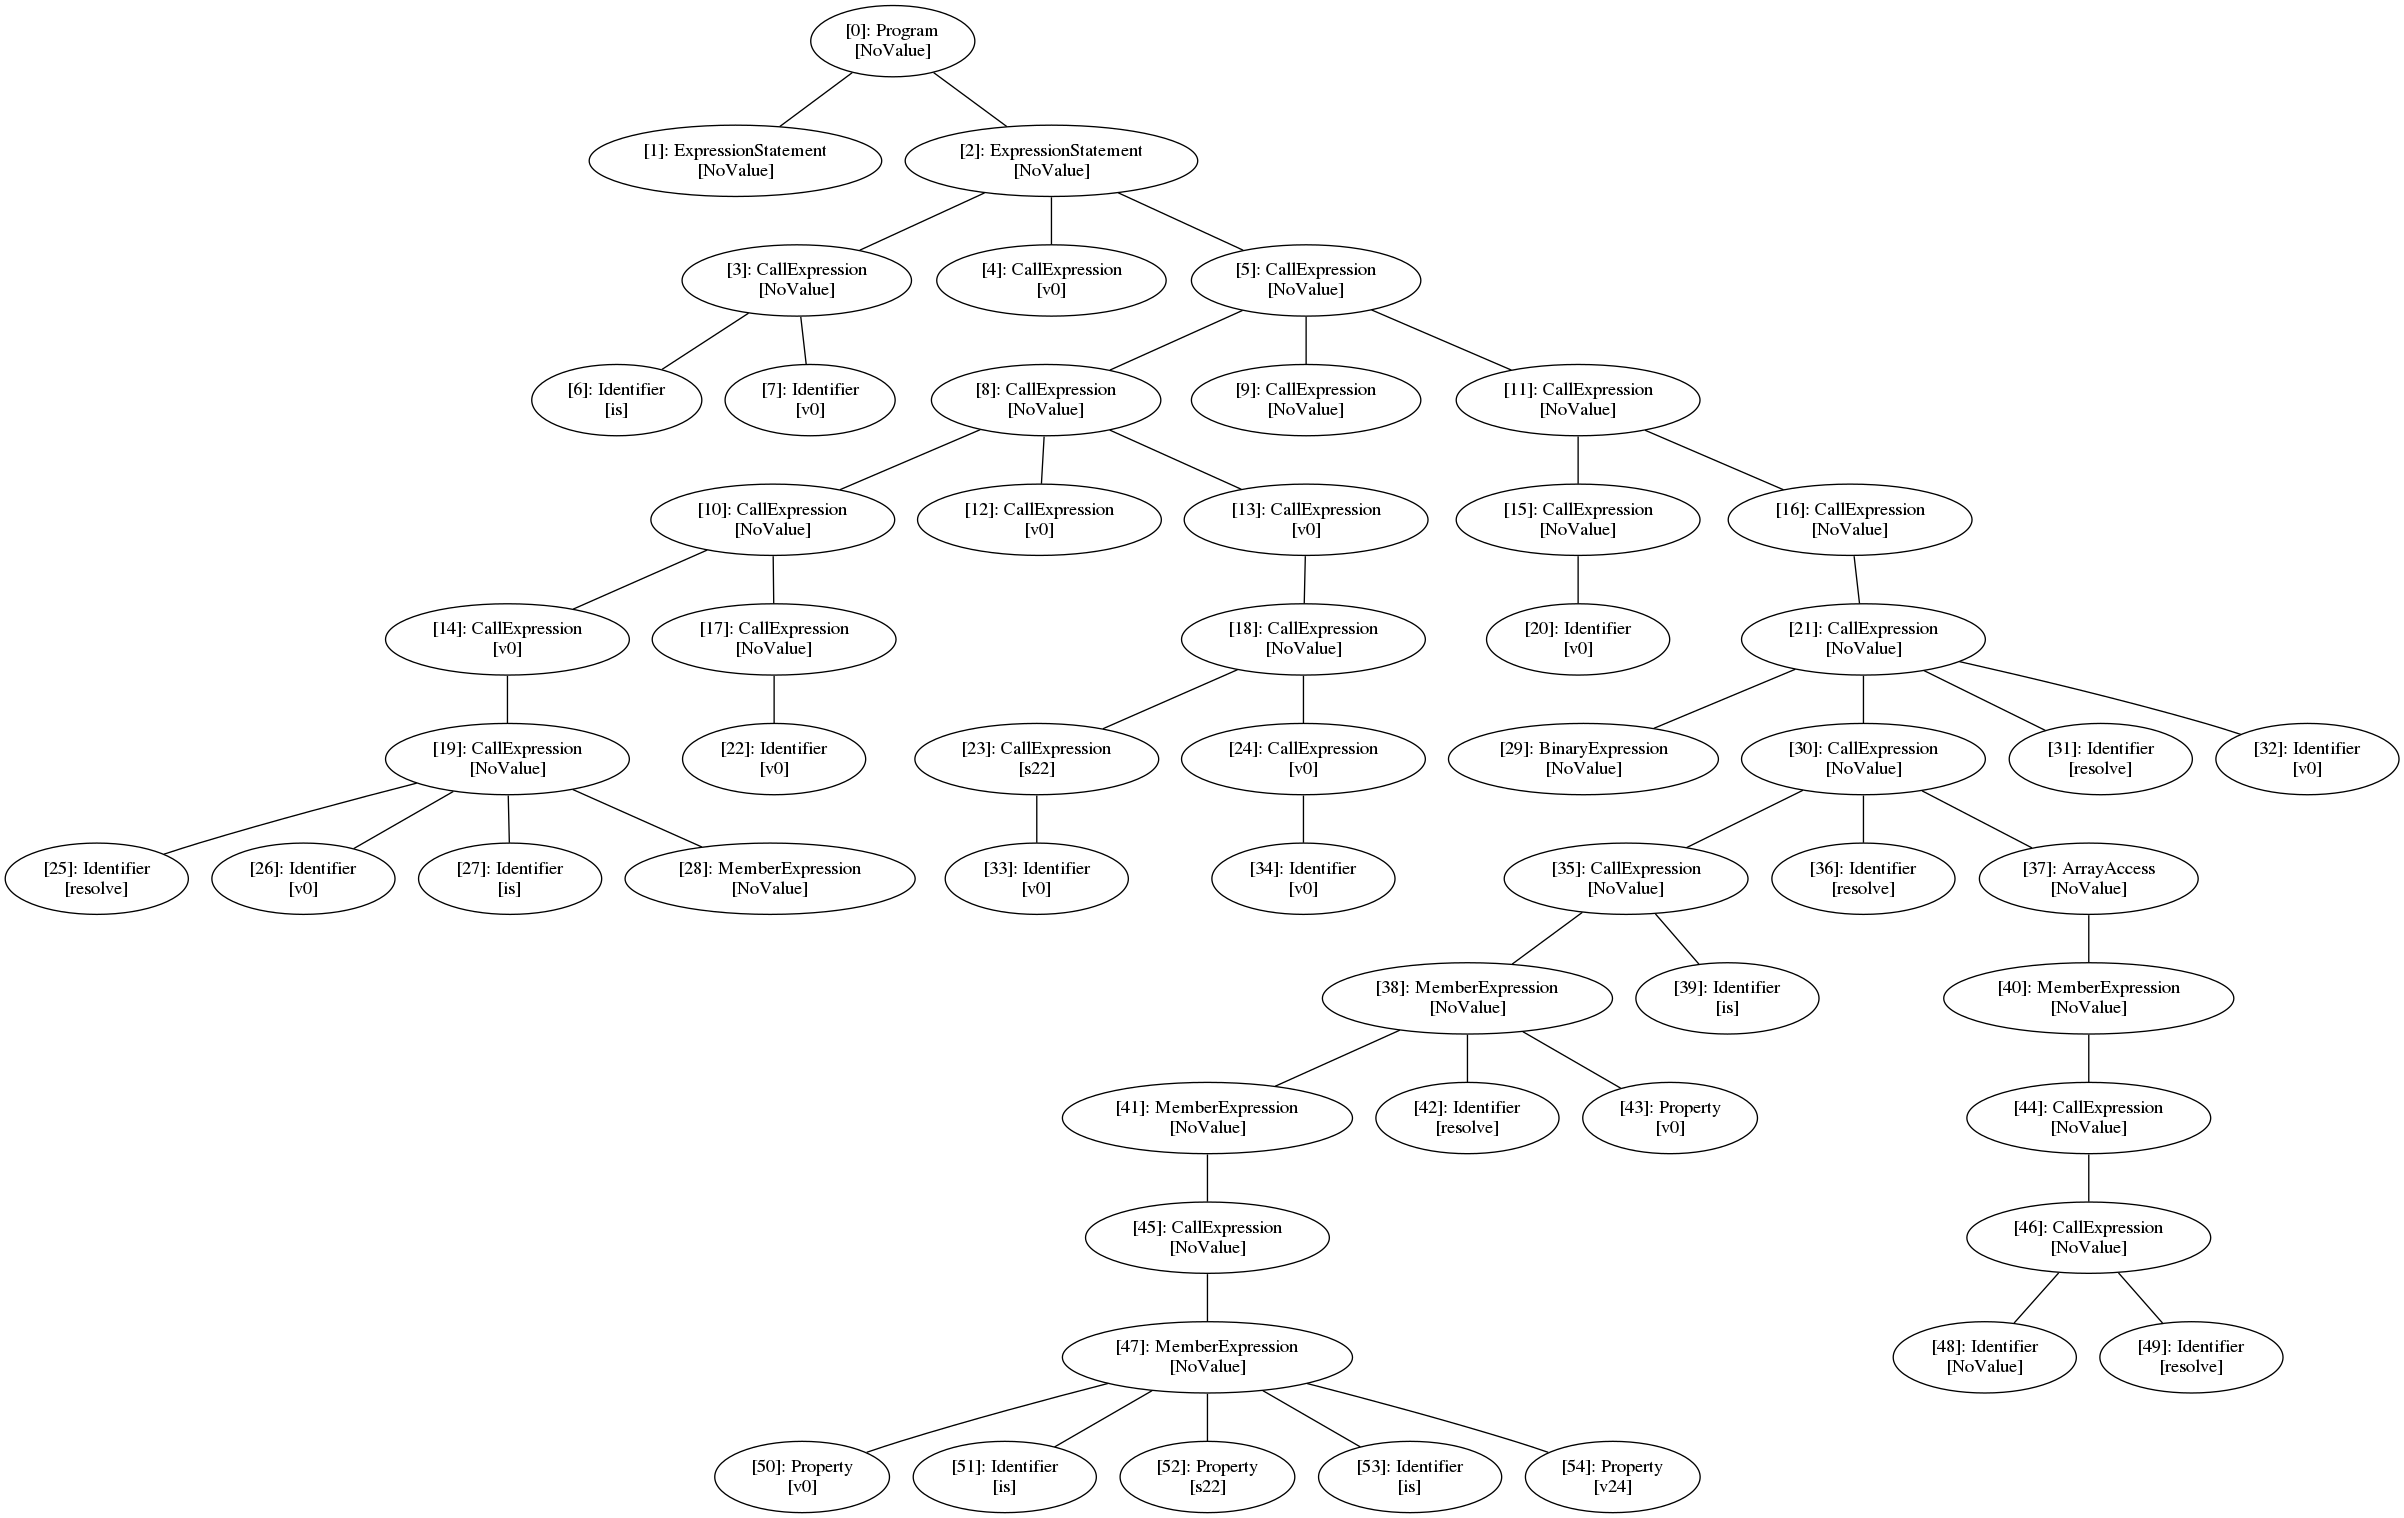 [0]: Program
[NoValue]
[1]: ExpressionStatement
[NoValue]
[2]: ExpressionStatement
[NoValue]
[3]: CallExpression
[NoValue]
[4]: CallExpression
[v0]
[5]: CallExpression
[NoValue]
[6]: Identifier
[is]
[7]: Identifier
[v0]
[8]: CallExpression
[NoValue]
[9]: CallExpression
[NoValue]
[11]: CallExpression
[NoValue]
[10]: CallExpression
[NoValue]
[12]: CallExpression
[v0]
[13]: CallExpression
[v0]
[15]: CallExpression
[NoValue]
[16]: CallExpression
[NoValue]
[14]: CallExpression
[v0]
[17]: CallExpression
[NoValue]
[18]: CallExpression
[NoValue]
[20]: Identifier
[v0]
[21]: CallExpression
[NoValue]
[19]: CallExpression
[NoValue]
[22]: Identifier
[v0]
[23]: CallExpression
[s22]
[24]: CallExpression
[v0]
[29]: BinaryExpression
[NoValue]
[30]: CallExpression
[NoValue]
[31]: Identifier
[resolve]
[32]: Identifier
[v0]
[25]: Identifier
[resolve]
[26]: Identifier
[v0]
[27]: Identifier
[is]
[28]: MemberExpression
[NoValue]
[33]: Identifier
[v0]
[34]: Identifier
[v0]
[35]: CallExpression
[NoValue]
[36]: Identifier
[resolve]
[37]: ArrayAccess
[NoValue]
[38]: MemberExpression
[NoValue]
[39]: Identifier
[is]
[40]: MemberExpression
[NoValue]
[41]: MemberExpression
[NoValue]
[42]: Identifier
[resolve]
[43]: Property
[v0]
[44]: CallExpression
[NoValue]
[45]: CallExpression
[NoValue]
[46]: CallExpression
[NoValue]
[47]: MemberExpression
[NoValue]
[48]: Identifier
[NoValue]
[49]: Identifier
[resolve]
[50]: Property
[v0]
[51]: Identifier
[is]
[52]: Property
[s22]
[53]: Identifier
[is]
[54]: Property
[v24]